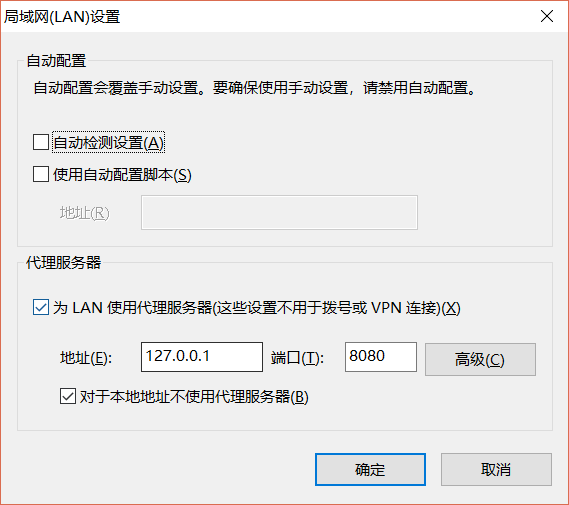 局域网(LAN)设置
自动配置
自动配置会覆盖手动设置。要确保使用手动设置，请禁用自动配置。
自动检测设置(A)
使用自动配置脚本(S)
地址(R)
代理服务器
为 LAN 使用代理服务器(这些设置不用于拨号或 VPN 连接)(X)
地址(E): 127.0.0.1 端口(T): 8080 高级(C)
对于本地地址不使用代理服务器(B)
确定 取消